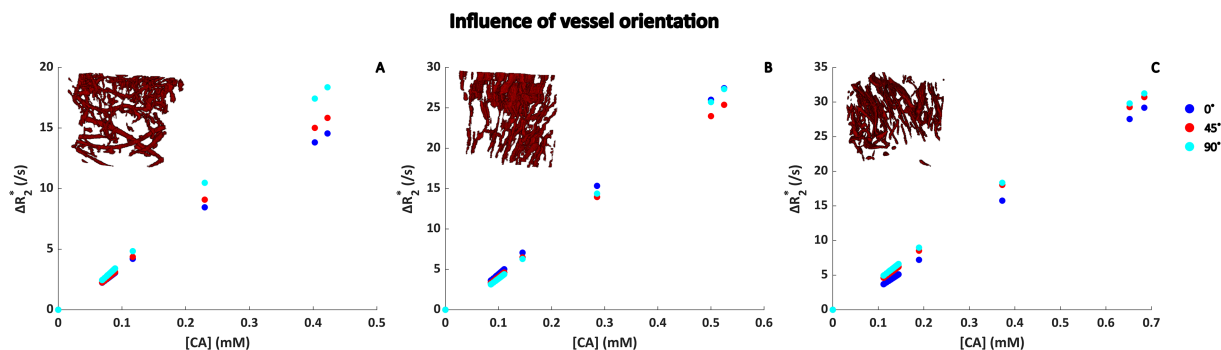 Influence of vessel orientation
A
20
15
10
5
0
ΔR2* (/s)
0 0.1 0.2 0.3 0.4 0.5
[CA] (mM)
B
30
25
20
15
10
5
0
ΔR2* (/s)
0 0.1 0.2 0.3 0.4 0.5 0.6
[CA] (mM)
C
35
30
25
20
15
10
5
0
ΔR2* (/s)
0 0.1 0.2 0.3 0.4 0.5 0.6 0.7
[CA] (mM)
0°
45°
90°